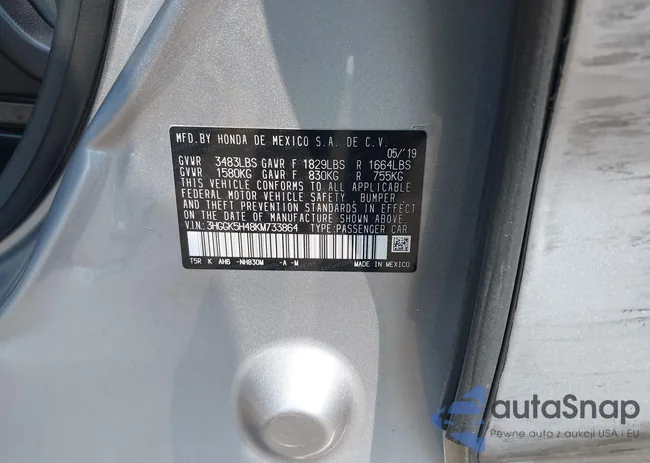 MFD.BY HONDA DE MEXICO S.A. DE C.V.
05/'19
GVWR 3483LBS GAWR F 1829LBS R 1664LBS
GVWR 1580KG GAWR F 830KG R 755KG
THIS VEHICLE CONFORMS TO ALL APPLICABLE
FEDERAL MOTOR VEHICLE SAFETY, BUMPER,
AND THEFT PREVENTION STANDARDS IN EFFECT
ON THE DATE OF MANUFACTURE SHOWN ABOVE.
V.I.N: 3HGGK5H48KM733864 TYPE:PASSENGER CAR
T5R K AH6 -NH830M -A -M MADE IN MEXICO
autoSnap
Pewne auta z aukcji USA i EU